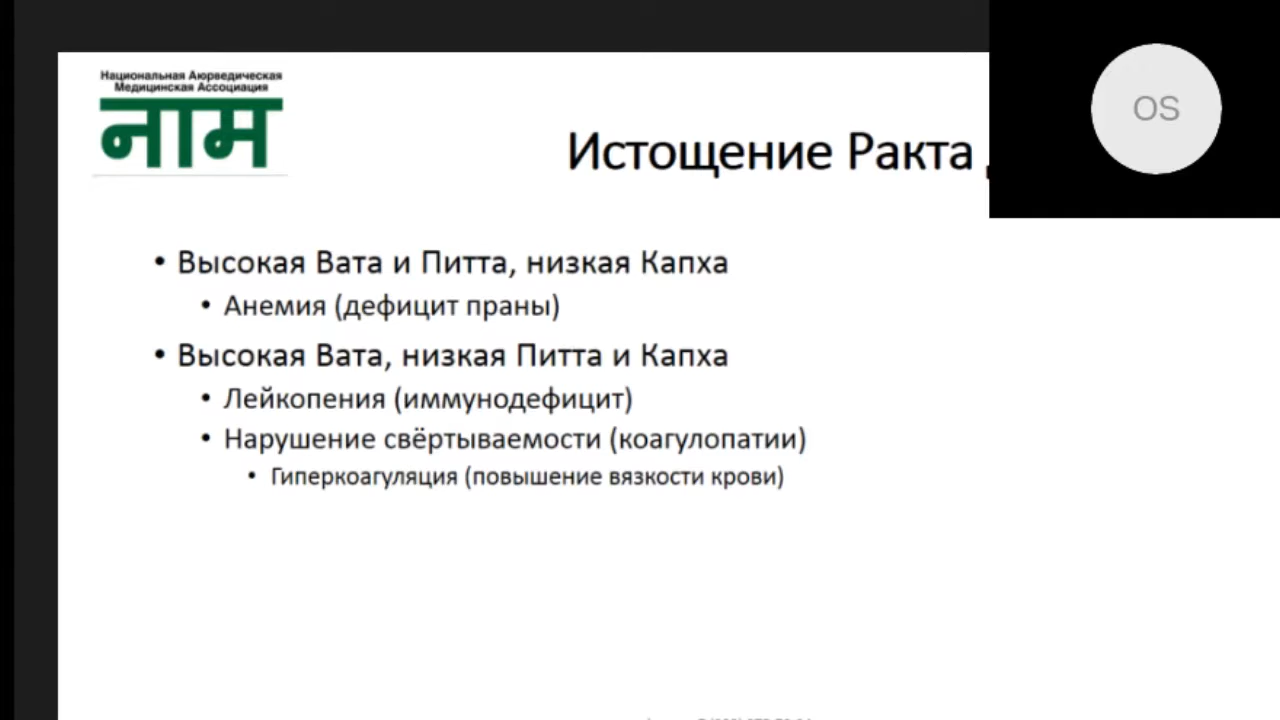 Национальная Аюрведическая
Медицинская Ассоциация
नाम
OS
Истощение Ракта
• Высокая Вата и Питта, низкая Капха
• Анемия (дефицит праны)
• Высокая Вата, низкая Питта и Капха
• Лейкопения (иммунодефицит)
• Нарушение свёртываемости (коагулопатии)
• Гиперкоагуляция (повышение вязкости крови)